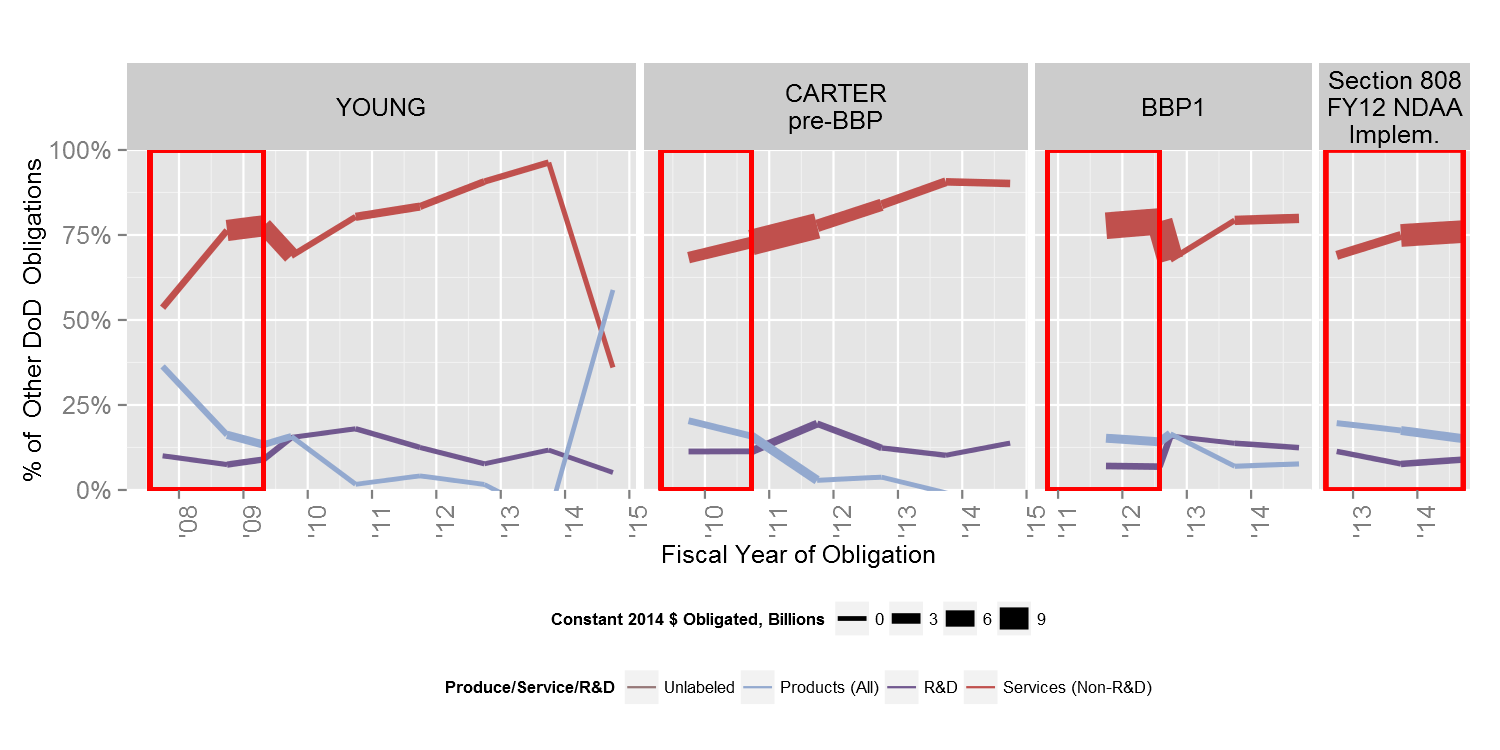 YOUNG
CARTER
pre-BBP
BBP1
Section 808
FY12 NDAA
Implem.
% of  Other DoD  Obligations
100%
75%
50%
25%
0%
'08
'09
'10
'11
'12
'13
'14
'15
'10
'11
'12
'13
'14
'15
'11
'12
'13
'14
'13
'14
Fiscal Year of Obligation
Constant 2014 $ Obligated, Billions 0 3 6 9
Produce/Service/R&D Unlabeled Products (All) R&D Services (Non-R&D)